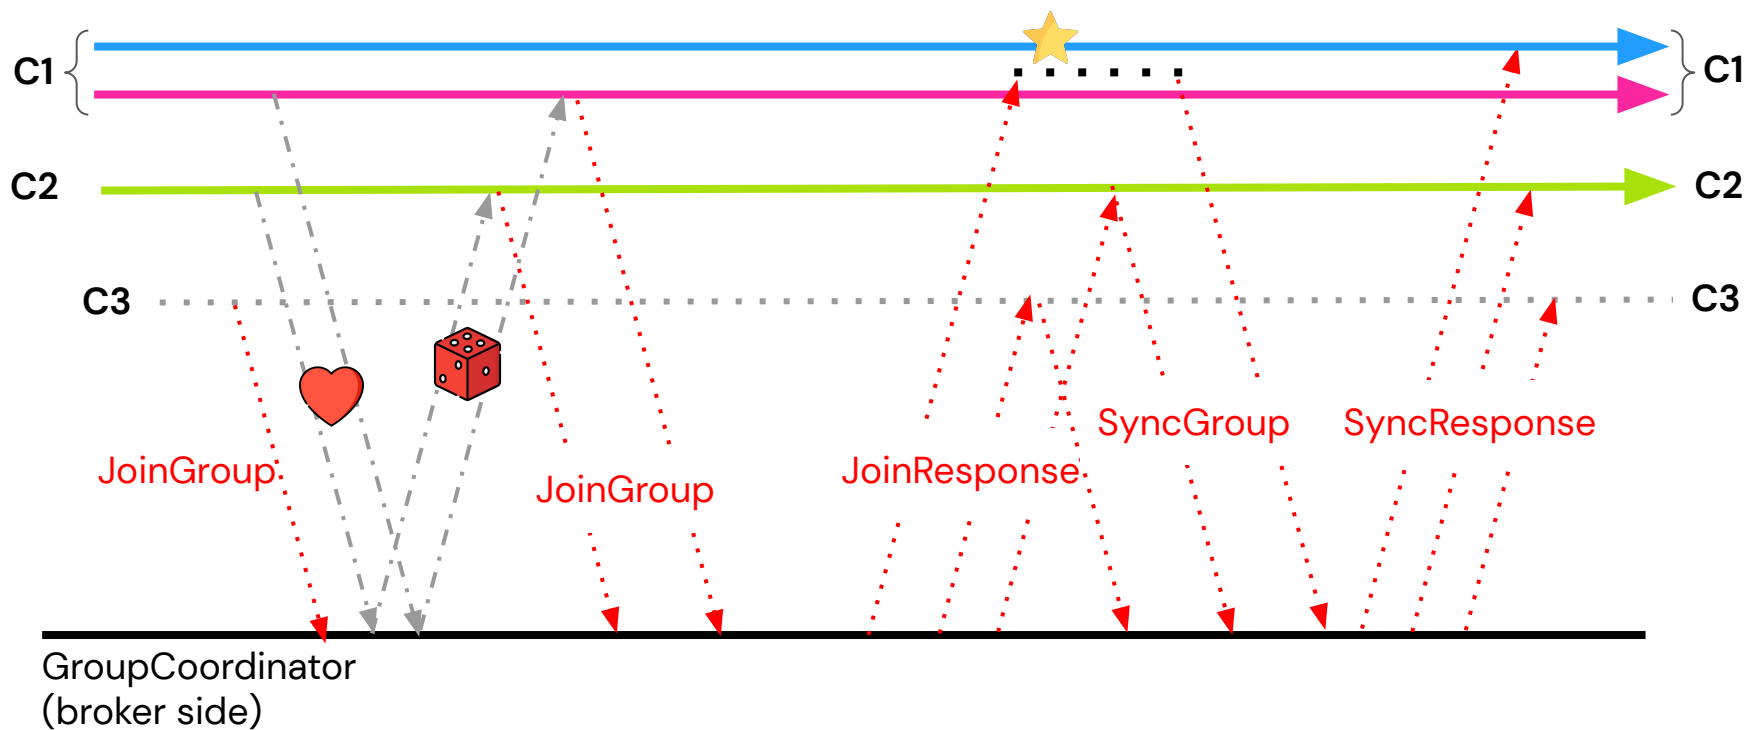 C1
C1
C2
C2
C3
C3
SyncGroup
SyncResponse
JoinGroup
JoinGroup
JoinResponse
GroupCoordinator
(broker side)